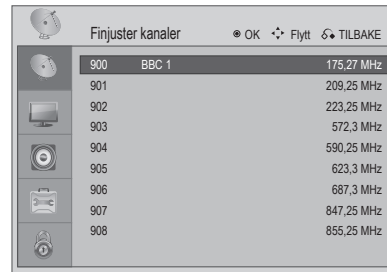 Finjuster kanaler OK Flytt TILBAKE
900 BBC 1 175,27 MHz
901 209,25 MHz
902 223,25 MHz
903 572,3 MHz
904 590,25 MHz
905 623,3 MHz
906 687,3 MHz
907 847,25 MHz
908 855,25 MHz